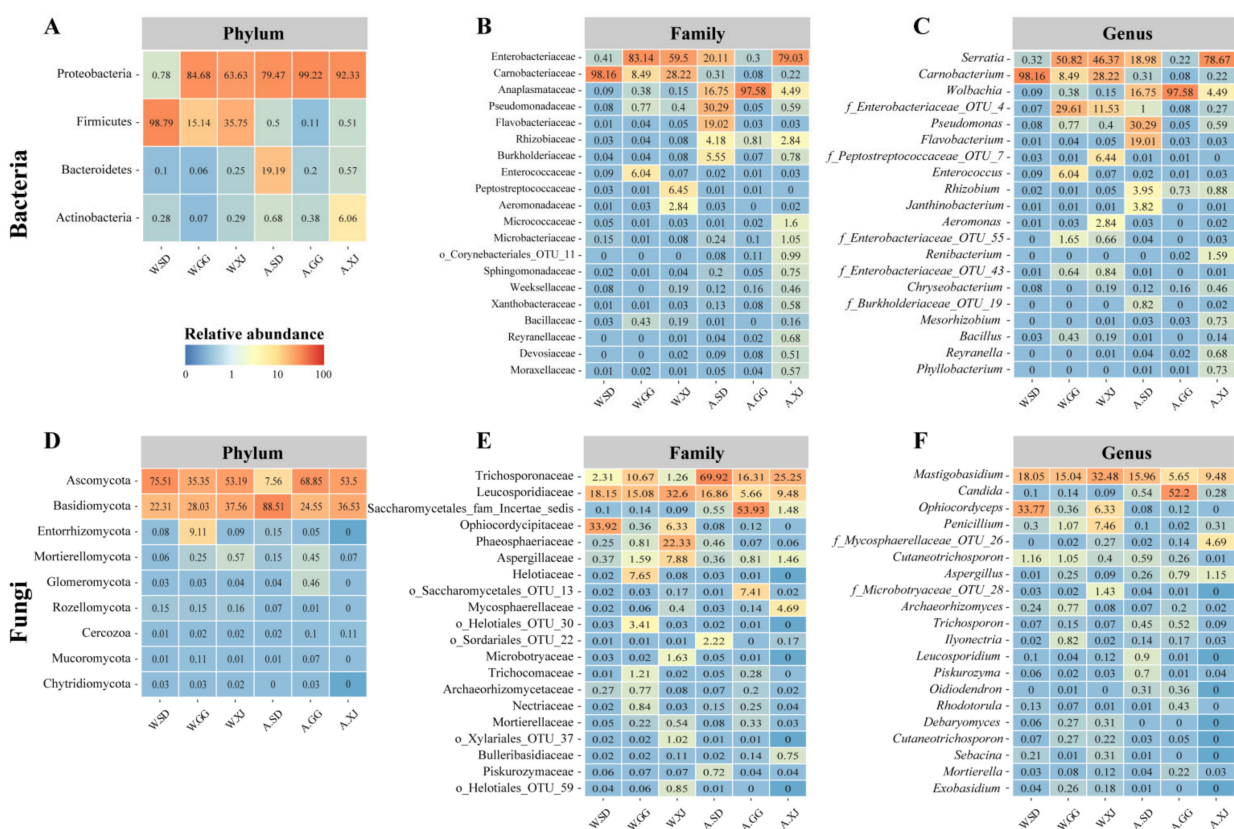 A
Phylum
Proteobacteria 0.78 84.68 63.63 79.47 99.22 92.33
Firmicutes 98.79 15.14 35.75 0.5 0.11 0.51
Bacteroidetes 0.1 0.06 0.25 19.19 0.2 0.57
Actinobacteria 0.28 0.07 0.29 0.68 0.38 6.06
W.SD W.GG W.XJ A.SD A.GG A.XJ
Bacteria
Relative abundance
0 1 10 100
B
Family
Enterobacteriaceae 0.41 83.14 59.5 20.11 0.3 79.03
Carnobacteriaceae 98.16 8.49 28.22 0.31 0.08 0.22
Anaplasmataceae 0.09 0.38 0.15 16.75 97.58 4.49
Pseudomonadaceae 0.08 0.77 0.4 30.29 0.05 0.59
Flavobacteriaceae 0.01 0.04 0.05 19.02 0.03 0.03
Rhizobiaceae 0.03 0.04 0.08 4.18 0.81 2.84
Burkholderiaceae 0.04 0.04 0.08 5.55 0 0.78
Enterococcaceae 0.09 6.04 0.07 0.02 0.01 0.03
Peptostreptococcaceae 0.03 0.01 6.45 0.01 0.01 0
Aeromonadaceae 0.01 0.03 2.84 0.03 0 0.02
Micrococcaceae 0.05 0.01 0.03 0.01 0.02 1.6
Microbacteriaceae 0.15 0.01 0.08 0.24 0.1 1.05
o_Corynebacteriales_OTU_11 0 0 0 0.08 0.11 0.99
Sphingomonadaceae 0.02 0.01 0.04 0.2 0.05 0.75
Weeksellaceae 0.08 0 0.19 0.12 0.16 0.46
Xanthobacteraceae 0.01 0.01 0.03 0.13 0.08 0.58
Bacillaceae 0.03 0.43 0.19 0.01 0 0.16
Reyranellaceae 0 0 0.01 0.04 0.02 0.68
Devosiaceae 0 0 0.02 0.09 0.08 0.51
Moraxellaceae 0.01 0.02 0.01 0.05 0.04 0.57
W.SD W.GG W.XJ A.SD A.GG A.XJ
C
Genus
Serratia 0.32 50.82 46.37 18.98 0.22 78.67
Carnobacterium 98.16 8.49 28.22 0.31 0.08 0.22
Wolbachia 0.09 0.38 0.15 16.75 97.58 4.49
f_Enterobacteriaceae_OTU_4 0.07 29.61 11.53 1 0.08 0.27
Pseudomonas 0.08 0.77 0.4 30.29 0.05 0.59
Flavobacterium 0.01 0.04 0.05 19.01 0.03 0.03
f_Peptostreptococcaceae_OTU_7 0.03 0.01 6.44 0.01 0.01 0
Enterococcus 0.09 6.04 0.07 0.02 0.01 0.03
Rhizobium 0.02 0.01 0.05 3.95 0.73 0.88
Janthinobacterium 0.02 0.01 0.01 3.82 0 0.01
Aeromonas 0.01 0.03 2.84 0.03 0 0.02
f_Enterobacteriaceae_OTU_55 0 1.65 0.66 0.04 0 0.03
Renibacterium 0 0 0 0 0 1.59
f_Enterobacteriaceae_OTU_43 0.01 0.64 0.84 0.01 0 0.01
Chryseobacterium 0.08 0 0.19 0.12 0.16 0.46
f_Burkholderiaceae_OTU_19 0 0 0 0.82 0 0.02
Mesorhizobium 0 0 0.01 0.03 0.03 0.73
Bacillus 0.03 0.43 0.19 0.01 0 0.14
Reyranella 0 0 0.01 0.04 0.02 0.68
Phyllobacterium 0 0 0.01 0.01 0.01 0.73
W.SD W.GG W.XJ A.SD A.GG A.XJ
D
Phylum
Ascomycota 75.51 35.35 53.19 7.56 68.85 53.5
Basidiomycota 22.31 28.03 37.56 88.51 24.55 36.53
Entorrhizomycota 0.08 9.11 0.09 0.15 0.05 0
Mortierellomycota 0.06 0.25 0.57 0.15 0.45 0.07
Glomeromycota 0.03 0.03 0.04 0.04 0.46 0
Rozellomycota 0.15 0.15 0.16 0.07 0.01 0
Cercozoa 0.01 0.02 0.02 0.02 0.1 0.11
Mucoromycota 0.01 0.11 0.01 0.01 0.07 0
Chytridiomycota 0.03 0.03 0.02 0 0.03 0
W.SD W.GG W.XJ A.SD A.GG A.XJ
Fungi
E
Family
Trichosporonaceae 2.31 10.67 1.26 69.92 16.31 25.25
Leucosporidiaceae 18.15 15.08 32.6 16.86 5.66 9.48
Saccharomycetales_fam_Incertae_sedis 0.1 0.14 0.09 0.55 53.93 1.48
Ophiocordycipitaceae 33.92 0.36 6.33 0.08 0.12 0
Phaeosphaeriaceae 0.25 0.81 22.33 0.46 0.07 0.06
Aspergillaceae 0.37 1.59 7.88 0.36 0.81 1.46
Helotiaceae 0.02 7.65 0.08 0.03 0.01 0
o_Saccharomycetales_OTU_13 0.02 0.03 0.17 0.01 7.41 0.02
Mycosphaerellaceae 0.02 0.06 0.4 0.03 0.14 4.69
o_Helotiales_OTU_30 0.03 3.41 0.04 0.03 0.01 0
o_Sordariales_OTU_22 0.01 0.01 0.01 2.22 0 0.17
Microbotryaceae 0.03 0.02 1.63 0.05 0.01 0
Trichocomaceae 0.01 1.21 0.02 0.05 0.28 0
Archaeorhizomycetaceae 0.27 0.77 0.08 0.07 0.2 0.02
Nectriaceae 0.02 0.84 0.03 0.15 0.25 0.04
Mortierellaceae 0.05 0.22 0.54 0.08 0.33 0.03
o_Xylariales_OTU_37 0.02 0.02 1.02 0.01 0.01 0
Bulleribasidiaceae 0.02 0.02 0.11 0.02 0.14 0.75
Piskurozymaceae 0.06 0.07 0.07 0.72 0.04 0.04
o_Helotiales_OTU_59 0.04 0.06 0.85 0.01 0 0
W.SD W.GG W.XJ A.SD A.GG A.XJ
F
Genus
Mastigobasidium 18.05 15.04 32.48 15.96 5.65 9.48
Candida 0.1 0.14 0.09 0.54 52.2 0.28
Ophiocordyceps 33.77 0.36 6.33 0.08 0.12 0
Penicillium 0.3 1.07 7.46 0.1 0.02 0.31
f_Mycosphaerellaceae_OTU_26 0 0.02 0.27 0.02 0.14 4.69
Cutaneotrichosporon 1.16 1.05 0.4 0.59 0.26 0.01
Aspergillus 0.01 0.25 0.09 0.26 0.79 1.15
f_Microbotryaceae_OTU_28 0.03 0.02 1.43 0.04 0.01 0
Archaeorhizomyces 0.24 0.77 0.08 0.07 0.2 0.02
Trichosporon 0.07 0.15 0.07 0.45 0.52 0.09
Ilyonectria 0.02 0.82 0.02 0.14 0.17 0.03
Leucosporidium 0.1 0.04 0.12 0.9 0.01 0
Piskurozyma 0.06 0.02 0.03 0.7 0.01 0.04
Oidiodendron 0 0.01 0 0.31 0.36 0
Rhodotorula 0.13 0.07 0.01 0.01 0.43 0
Debaryomyces 0.06 0.27 0.31 0 0 0
Cutaneotrichosporon 0.07 0.27 0.22 0.03 0.05 0
Sebacina 0.21 0.01 0.31 0.01 0 0
Mortierella 0.03 0.08 0.12 0.04 0.22 0.03
Exobasidium 0.04 0.26 0.18 0.01 0 0
W.SD W.GG W.XJ A.SD A.GG A.XJ